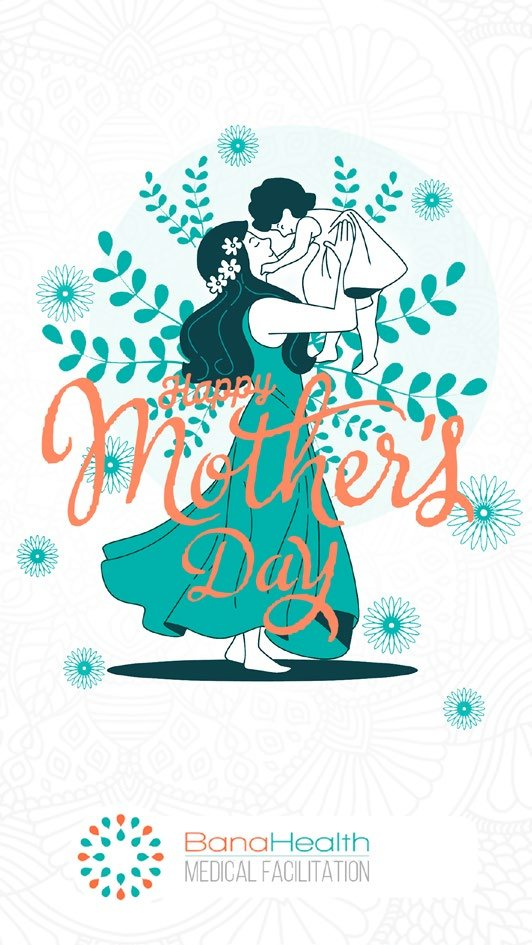 Happy
Mother's
Day
BanaHealth
MEDICAL FACILITATION